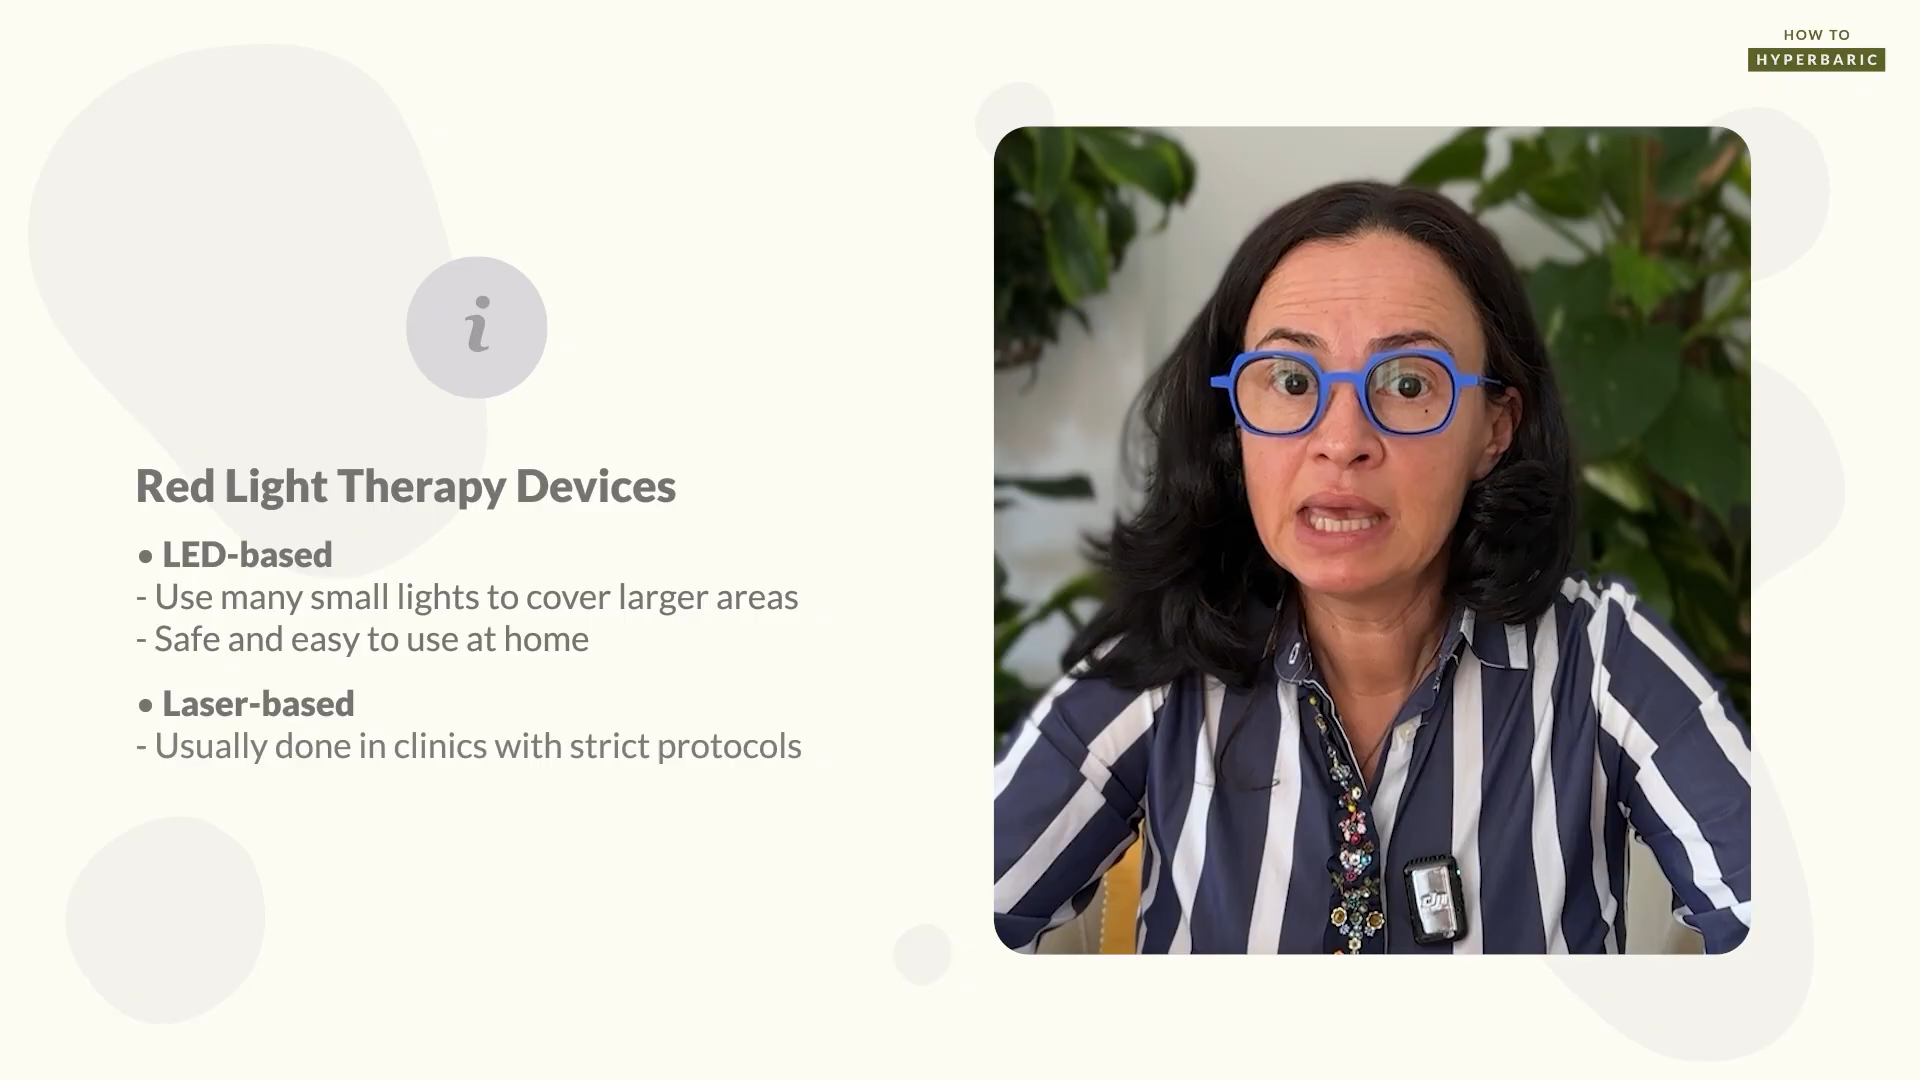 HOW TO
HYPERBARIC
i
Red Light Therapy Devices
• LED-based
- Use many small lights to cover larger areas
- Safe and easy to use at home
• Laser-based
- Usually done in clinics with strict protocols
dji